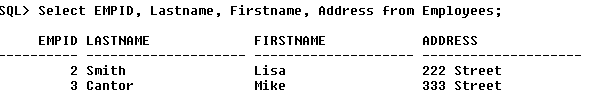 SQL> Select EMPID, Lastname, Firstname, Address from Employees;
EMPID LASTNAME FIRSTNAME ADDRESS
---------- -------------------- -------------------- --------------------
2 Smith Lisa 222 Street
3 Cantor Mike 333 Street